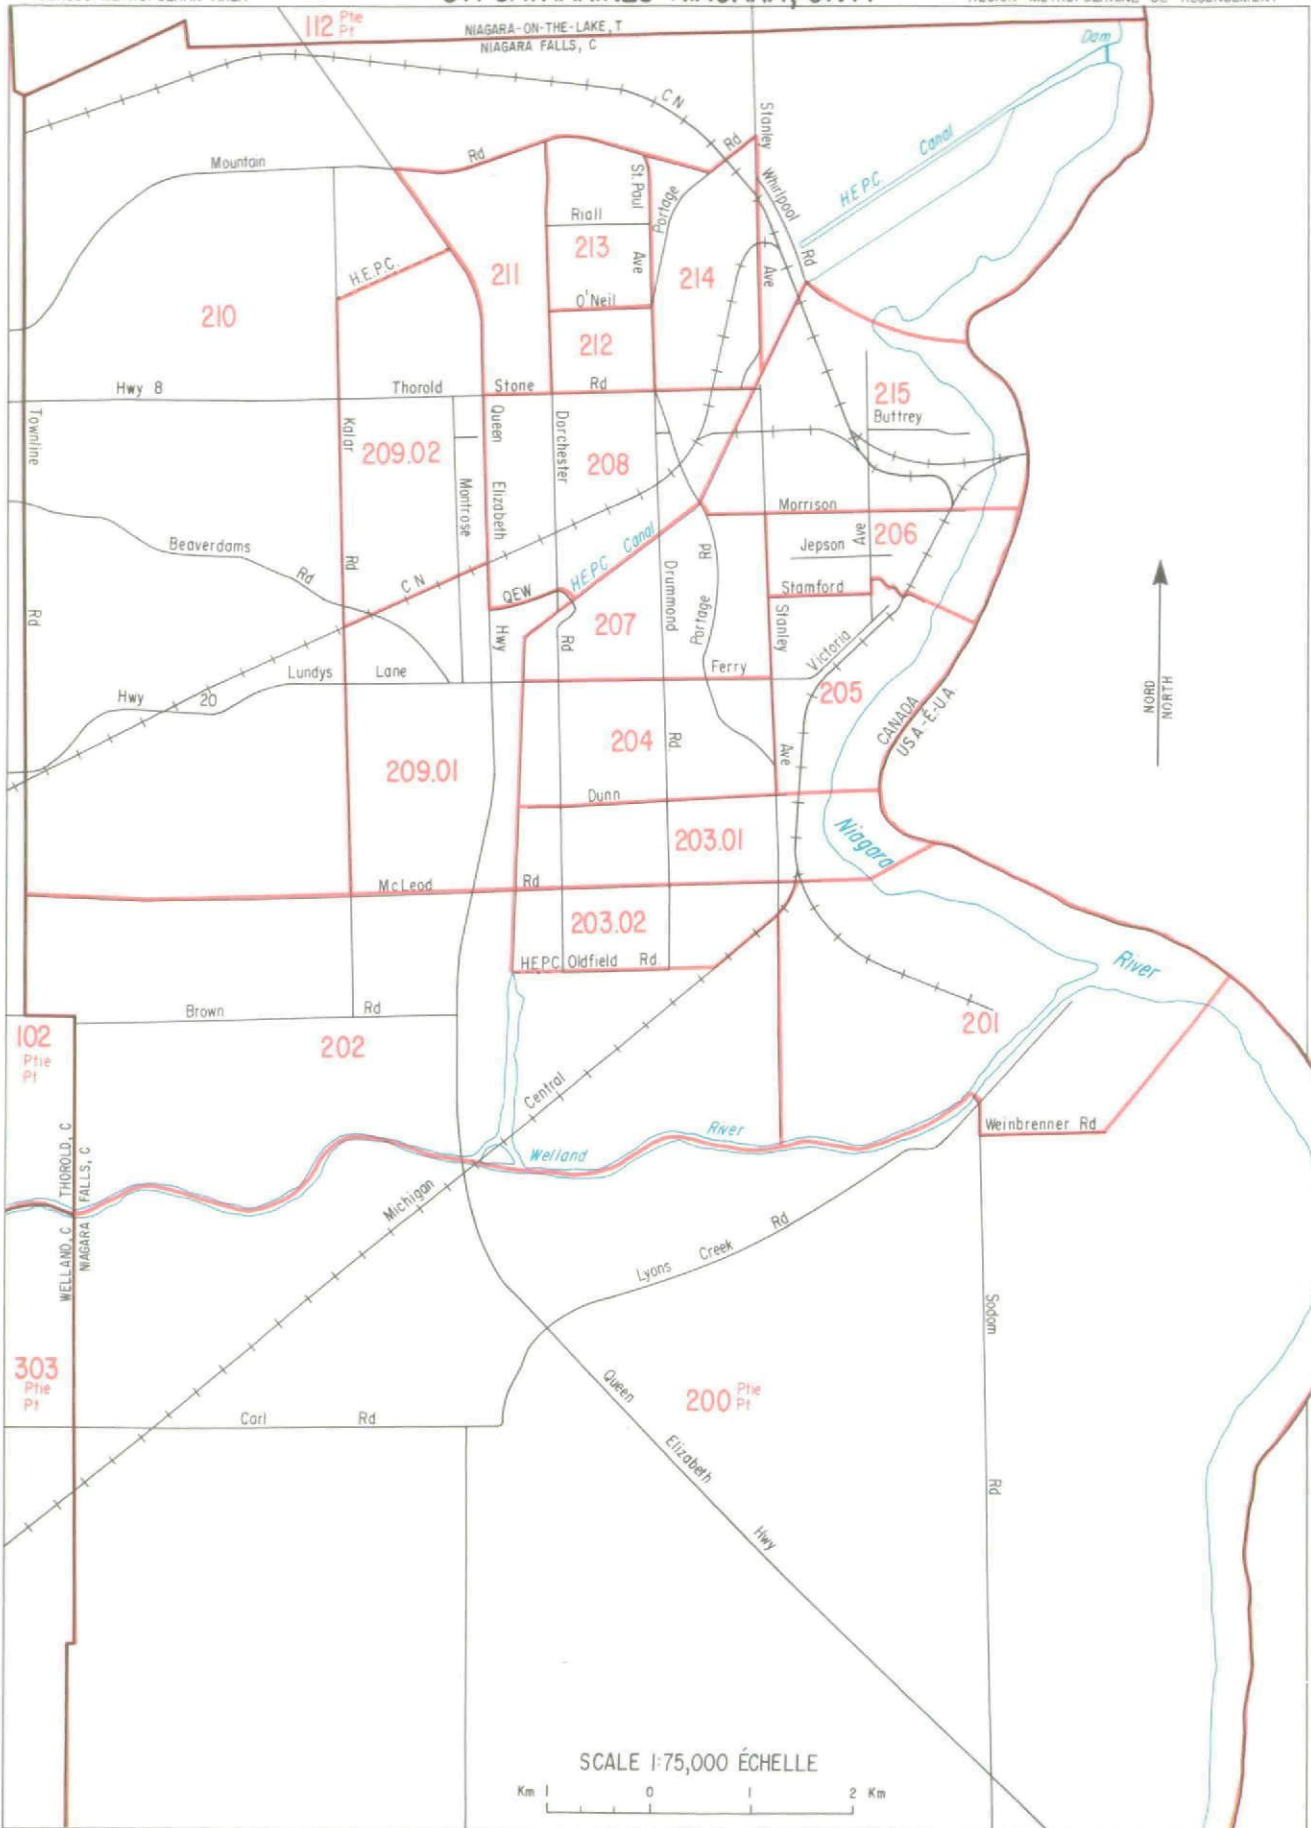 112 Ptie
Pt
NIAGARA-ON-THE-LAKE, T
NIAGARA FALLS, C
Dam
CN
Stanley
Mountain
Rd
Rd
St. Paul
Portage
Whirlpool
H.E.P.C. Canal
Riall
213
Ave
H.E.P.C.
211
214
Ave
Rd
O'Neil
210
212
Hwy 8
Thorold
Stone
Rd
215
Buttrey
Townline
Kalar
209.02
Queen
Dorchester
208
Montrose
Elizabeth
Morrison
Beaverdams
Rd
HEPC Canal
Rd
Jepson
Ave
206
Rd
CN
QEW
Drummond
Stamford
Rd
Hwy
Rd
207
Portage
Stanley
Victoria
Lundys
Lane
Ferry
Hwy 20
205
CANADA
U S A - É-U.A
NORD
NORTH
204
Rd.
Ave
209.01
Dunn
203.01
Niagara
McLeod
Rd
203.02
HEPC
Oldfield Rd.
River
Brown
Rd
102
Ptie
Pt
202
201
Central
Weinbrenner Rd
River
Welland
THOROLD, C
NIAGARA FALLS, C
WELLAND, C
Michigan
Lyons Creek Rd
Sodom
303
Ptie
Pt
Queen
200 Ptie
Pt
Carl
Rd
Elizabeth
Rd
Hwy
SCALE 1:75,000 ÉCHELLE
Km 1 0 1 2 Km